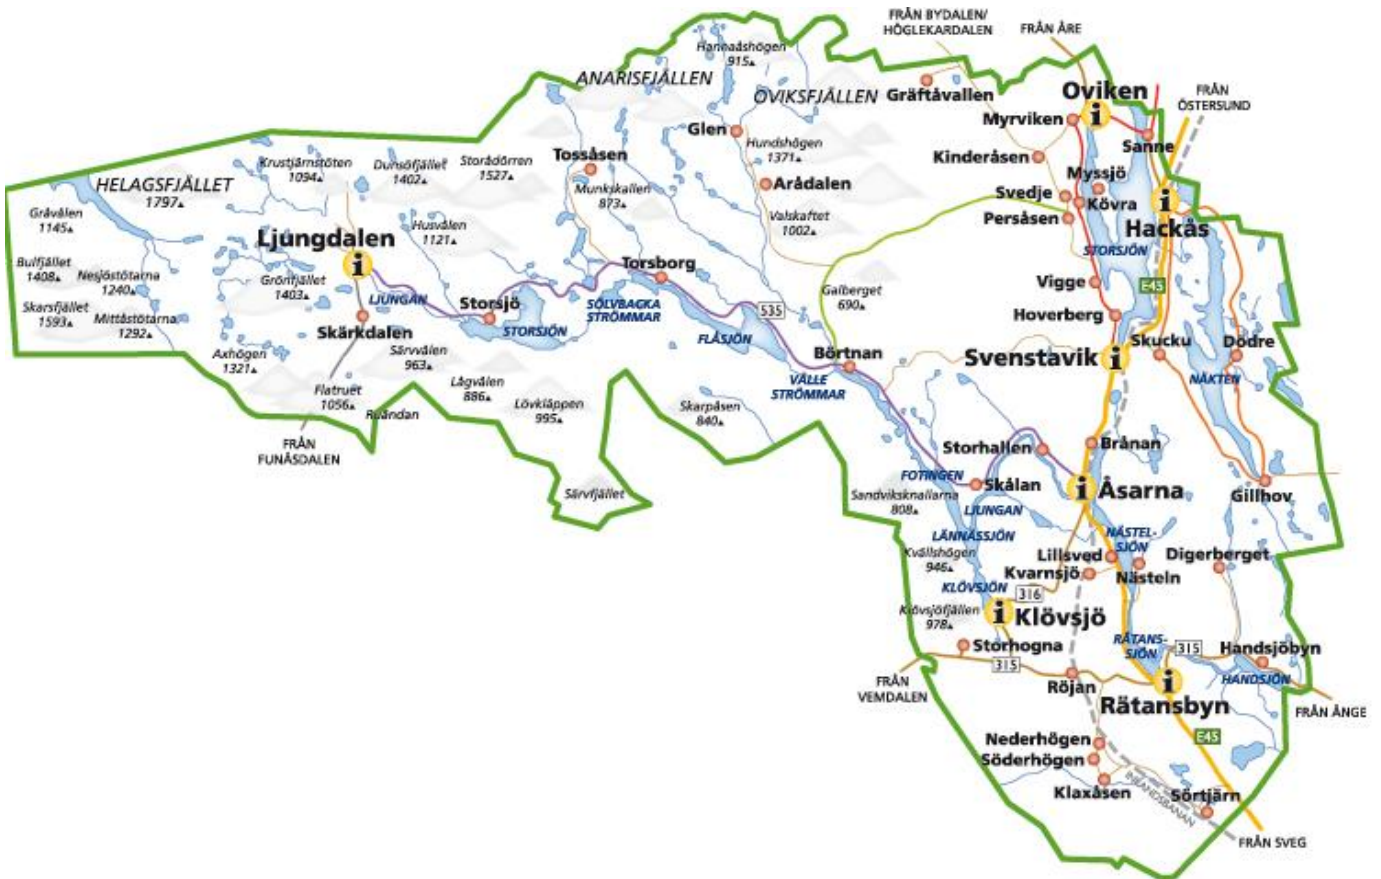 FRÅN BYDALEN/
HÖGLEKARDALEN
FRÅN ÅRE
Hannaåshögen
915▲
ANARISFJÄLLEN
OVIKSFJÄLLEN
Gräftåvallen
Oviken
i
FRÅN
ÖSTERSUND
Myrviken
Glen
Hundshögen
1371▲
Sanne
Kinderåsen
Tossåsen
Krustjärnstöten
1094▲
Dunsöfjället
1402▲
Storådörren
1527▲
HELAGSFJÄLLET
1797▲
Munkskallen
873▲
Arådalen
Myssjö
Svedje
Kövra
i
Persåsen
Hackås
Gråvålen
1145▲
Valskaftet
1002▲
Husvålen
1121▲
Ljungdalen
i
STORSJÖN
Bulfjället
1408▲
Nesjöstötarna
1240▲
Grönfjället
1403▲
Torsborg
Galberget
690▲
Vigge
E45
LJUNGAN
Storsjö
SÖLVBACKA
STRÖMMAR
535
Skarsfjället
1593▲
Mittåstötarna
1292▲
Skärkdalen
STORSJÖN
FLÅSJÖN
Hoverberg
Skucku
Dödre
Axhögen
1321▲
Särvvålen
963▲
Börtnan
Svenstavik
i
NÄKTEN
VÄLLE
STRÖMMAR
Flatruet
1056▲
Lågvålen
886▲
Lövkläppen
995▲
Skarpåsen
840▲
Ruändan
FRÅN
FUNÄSDALEN
Storhallen
Brånan
FOTINGEN
Skålan
i
Åsarna
Gillhov
Särvfjället
Sandviksknallarna
808▲
LJUNGAN
LÄNNÄSSJÖN
NÄSTEL-
SJÖN
Kvällshögen
946▲
Lillsved
Digerberget
Kvarnsjö
Nästeln
KLÖVSJÖN
316
Klövsjöfjällen
978▲
i
Klövsjö
RÄTANS-
SJÖN
315
Storhogna
Handsjöbyn
315
FRÅN
VEMDALEN
Röjan
i
HANDSJÖN
Rätansbyn
FRÅN ÅNGE
E45
Nederhögen
Söderhögen
Klaxåsen
INLANDSBANAN
Sörtjärn
FRÅN SVEG